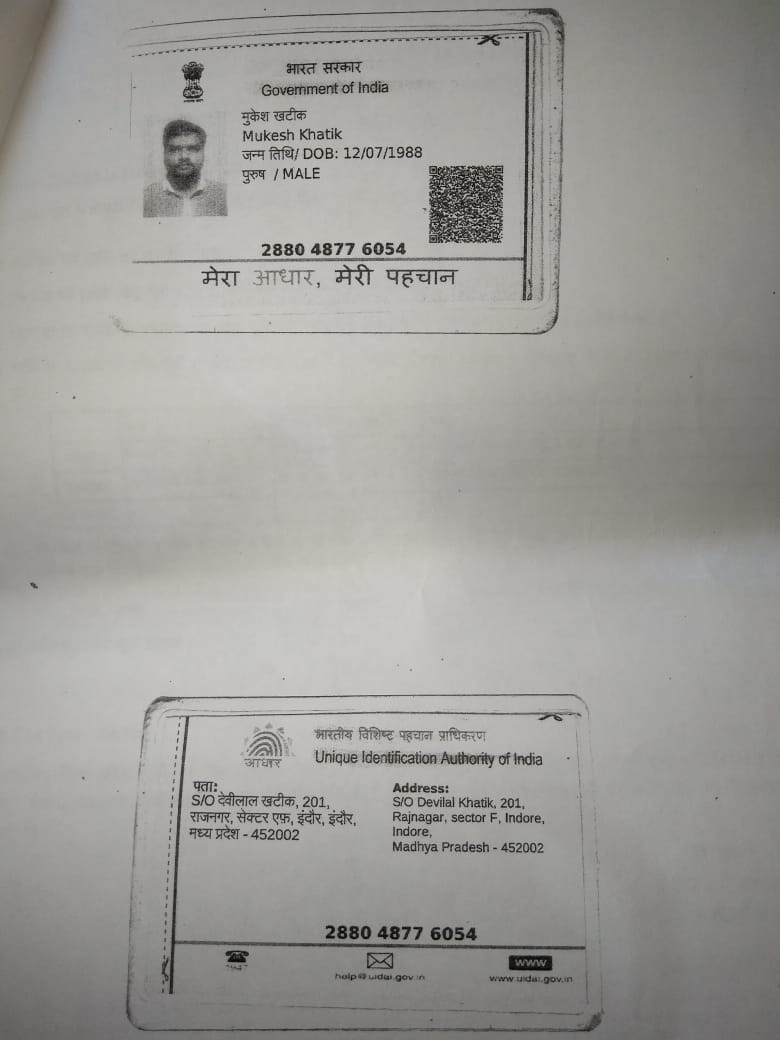 भारत सरकार
Government of India
मुकेश खटीक
Mukesh Khatik
जन्म तिथि/ DOB: 12/07/1988
पुरुष / MALE
2880 4877 6054
मेरा आधार, मेरी पहचान
भारतीय विशिष्ट पहचान प्राधिकरण
Unique Identification Authority of India
आधार
पता:
S/O देवीलाल खटीक, 201,
राजनगर, सेक्टर एफ़, इंदौर, इंदौर,
मध्य प्रदेश - 452002
Address:
S/O Devilal Khatik, 201,
Rajnagar, sector F, Indore,
Indore,
Madhya Pradesh - 452002
2880 4877 6054
help@uidai.gov.in
WWW
www.uidai.gov.in